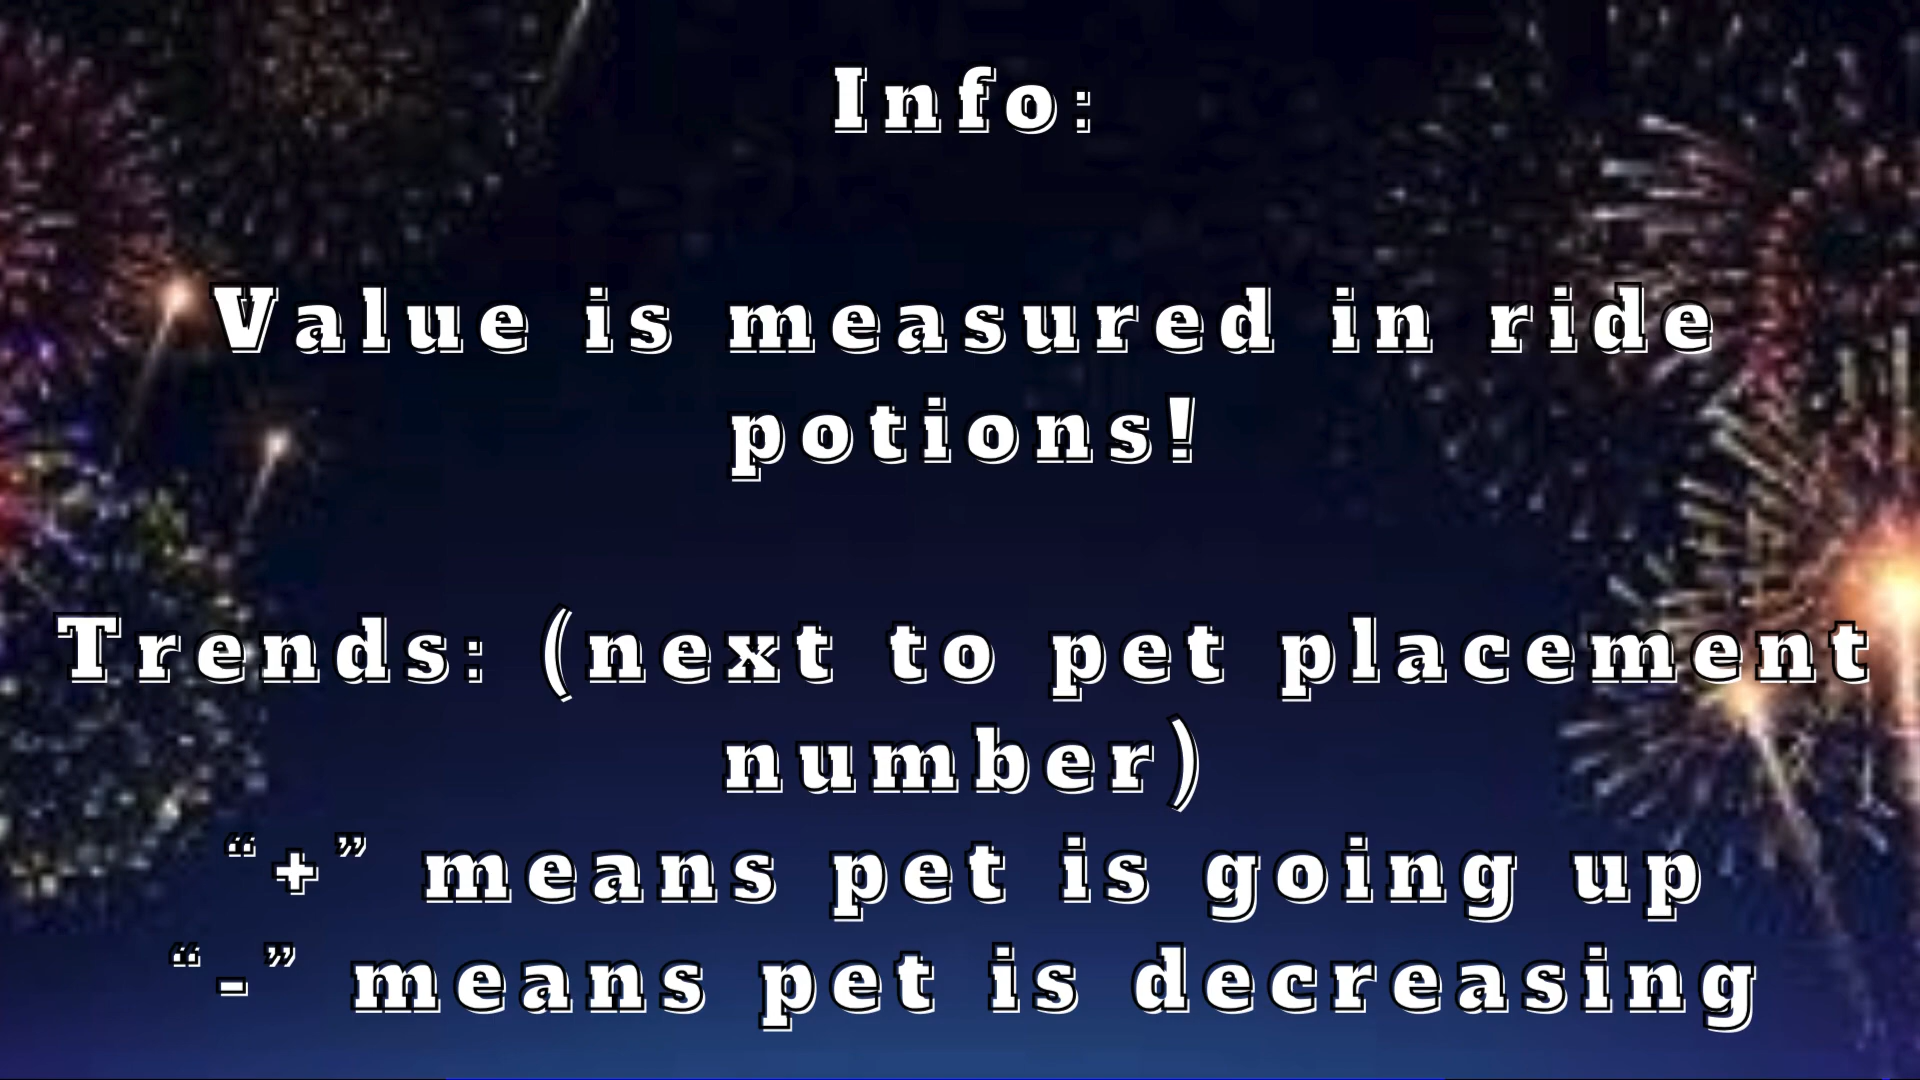 Info:
Value is measured in ride
potions!
Trends: (next to pet placement
number)
“+” means pet is going up
“-” means pet is decreasing